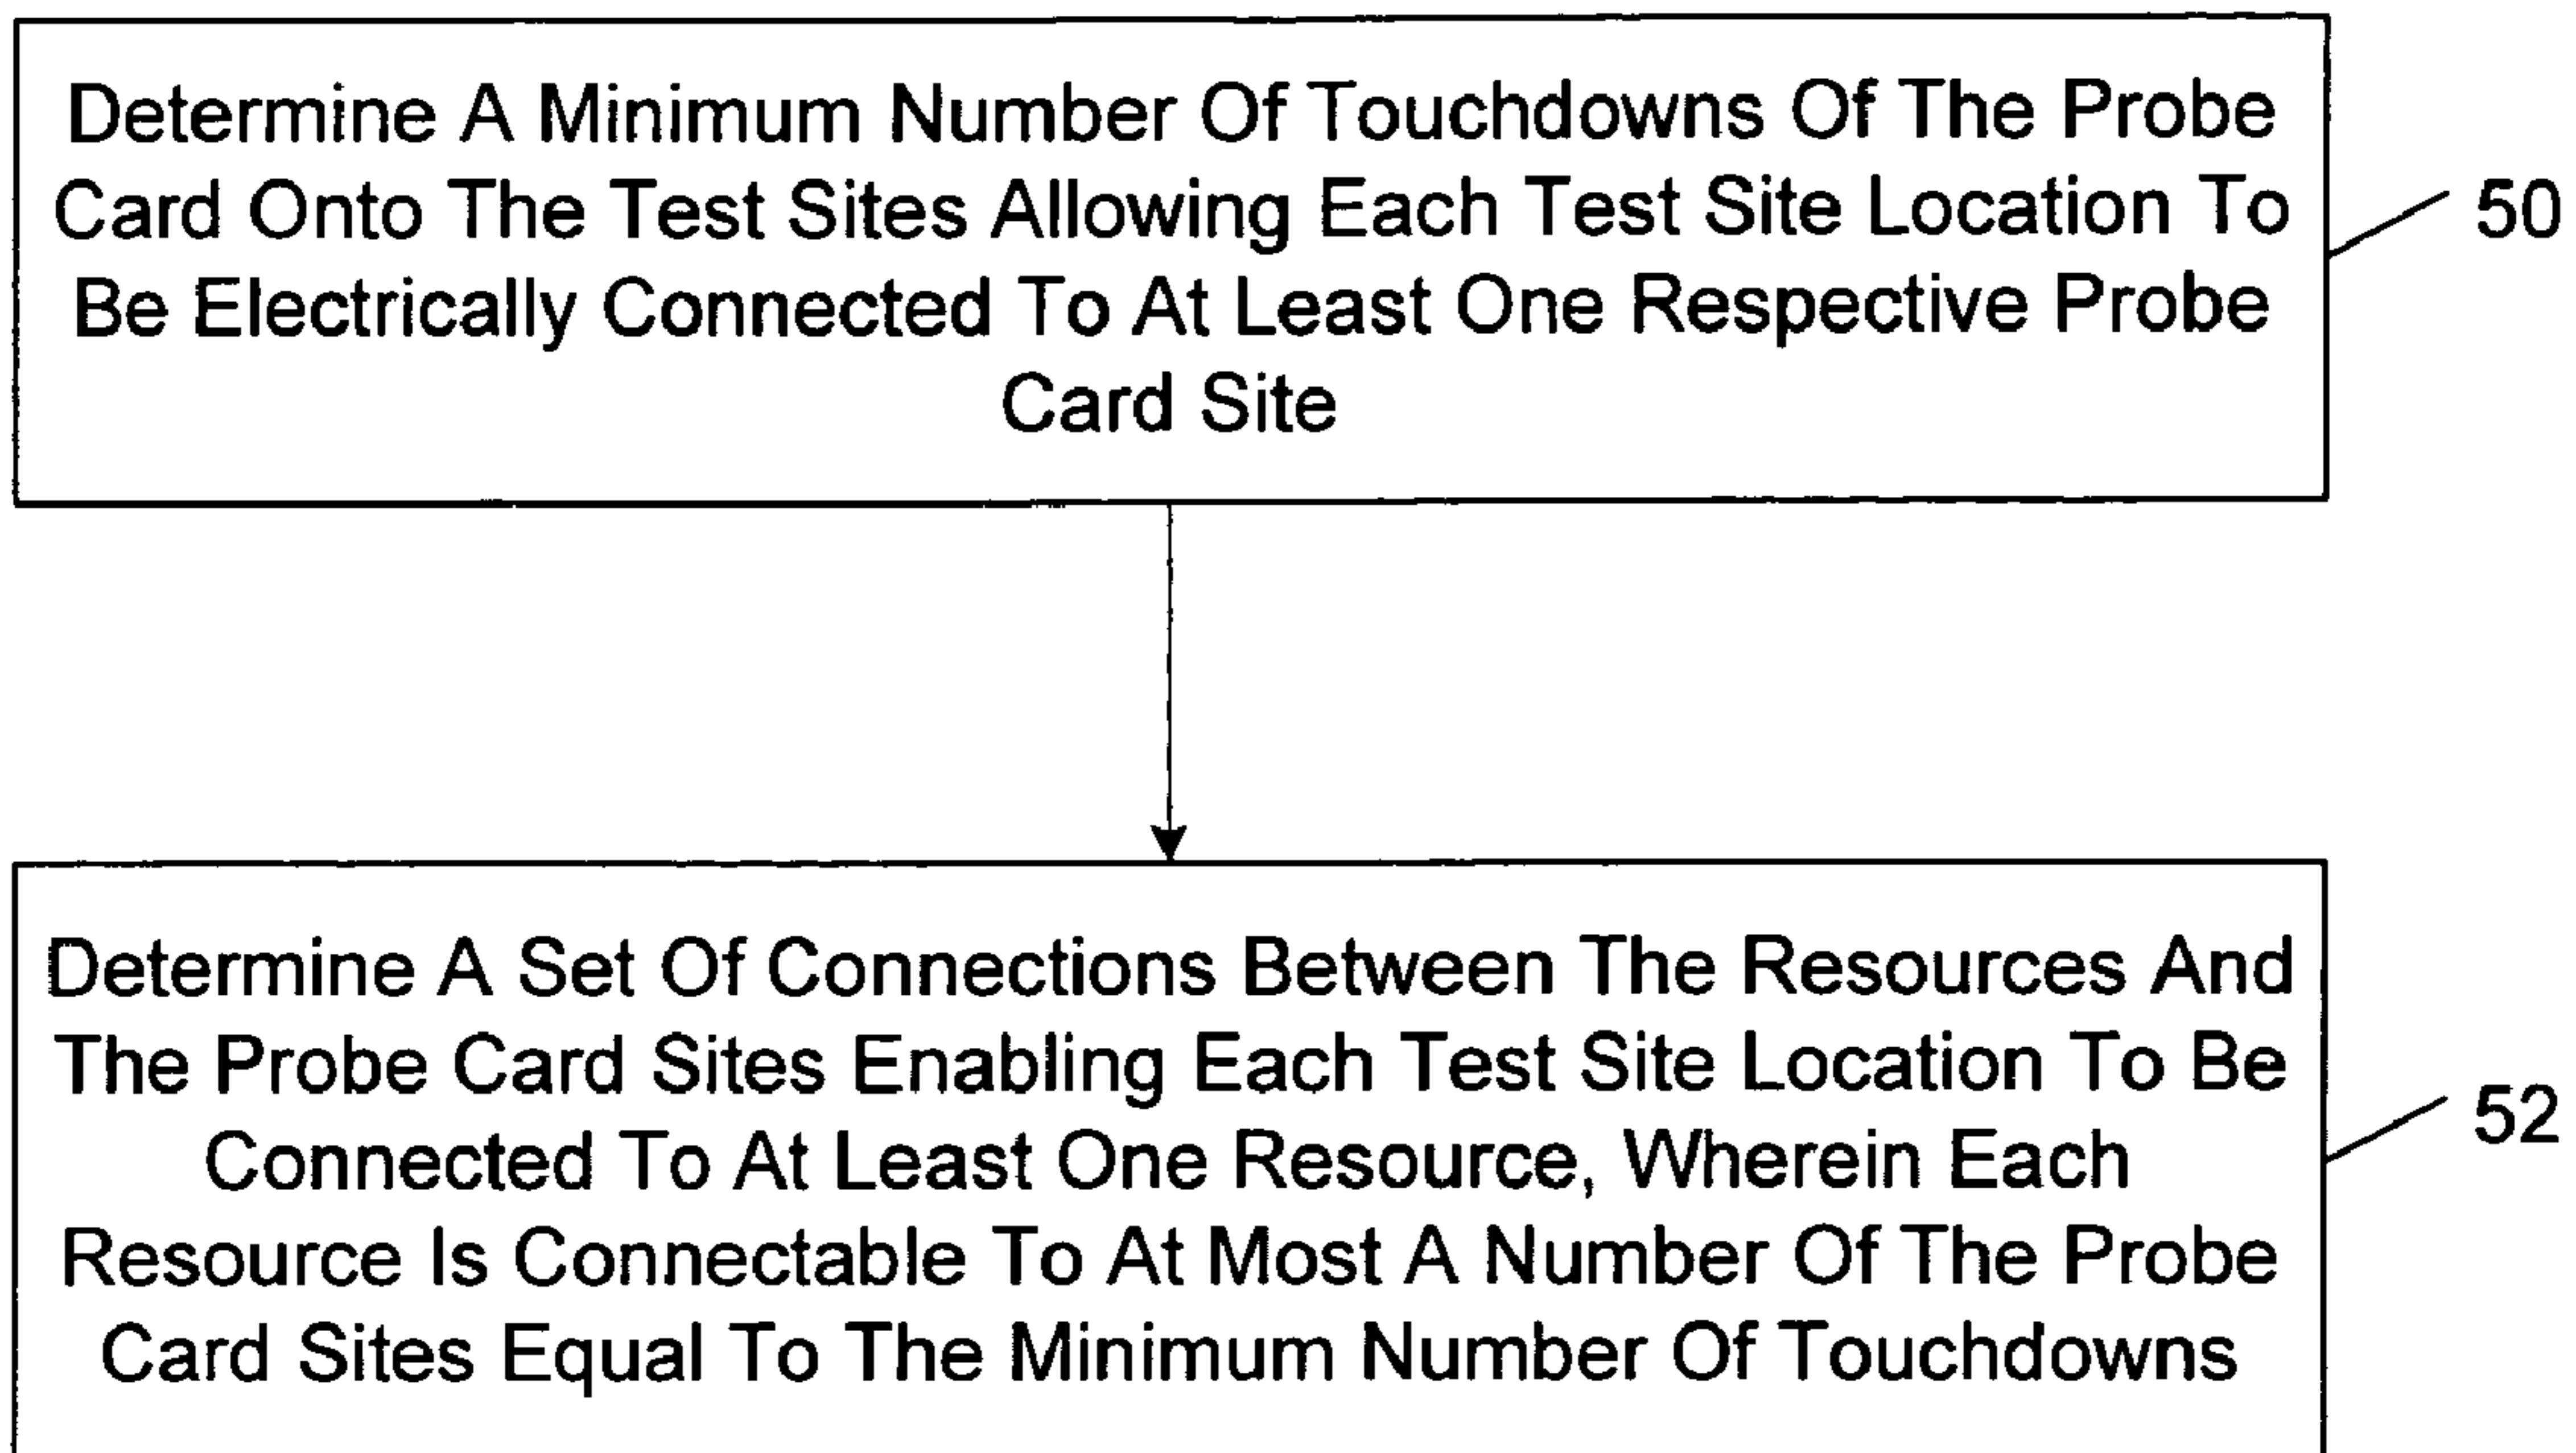 Determine A Minimum Number Of Touchdowns Of The Probe
Card Onto The Test Sites Allowing Each Test Site Location To
Be Electrically Connected To At Least One Respective Probe
Card Site
50
Determine A Set Of Connections Between The Resources And
The Probe Card Sites Enabling Each Test Site Location To Be
Connected To At Least One Resource, Wherein Each
Resource Is Connectable To At Most A Number Of The Probe
Card Sites Equal To The Minimum Number Of Touchdowns
52